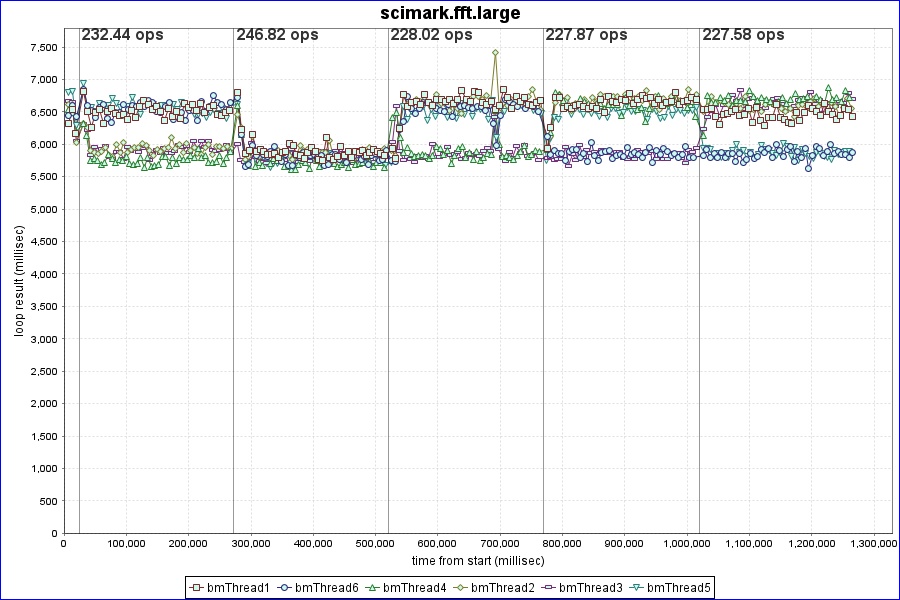 scimark.fft.large
232.44 ops 246.82 ops 228.02 ops 227.87 ops 227.58 ops
7,500
7,000
6,500
6,000
5,500
5,000
4,500
4,000
3,500
3,000
2,500
2,000
1,500
1,000
500
0
loop result (millisec)
0 100,000 200,000 300,000 400,000 500,000 600,000 700,000 800,000 900,000 1,000,000 1,100,000 1,200,000 1,300,000
time from start (millisec)
bmThread1 bmThread6 bmThread4 bmThread2 bmThread3 bmThread5